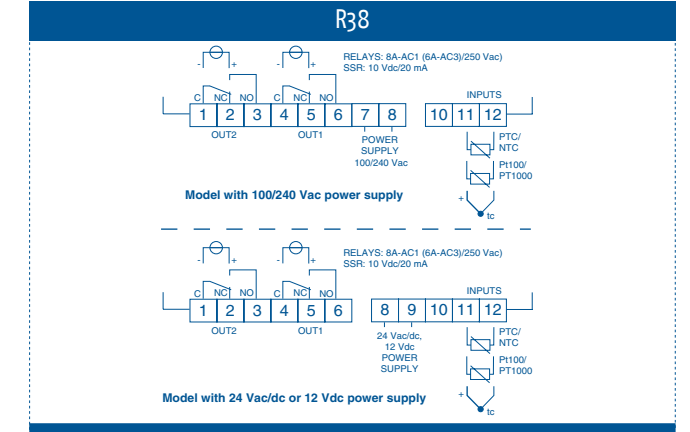 R38
- + - +
RELAYS: 8A-AC1 (6A-AC3)/250 Vac)
SSR: 10 Vdc/20 mA
C NC NO C NC NO
INPUTS
1 2 3 4 5 6 7 8 10 11 12
OUT2 OUT1
POWER
SUPPLY
100/240 Vac
PTC/
NTC
Pt100/
PT1000
+
tc
Model with 100/240 Vac power supply
- + - +
RELAYS: 8A-AC1 (6A-AC3)/250 Vac)
SSR: 10 Vdc/20 mA
C NC NO C NC NO
INPUTS
1 2 3 4 5 6 8 9 10 11 12
OUT2 OUT1
24 Vac/dc,
12 Vdc
POWER
SUPPLY
PTC/
NTC
Pt100/
PT1000
+
tc
Model with 24 Vac/dc or 12 Vdc power supply